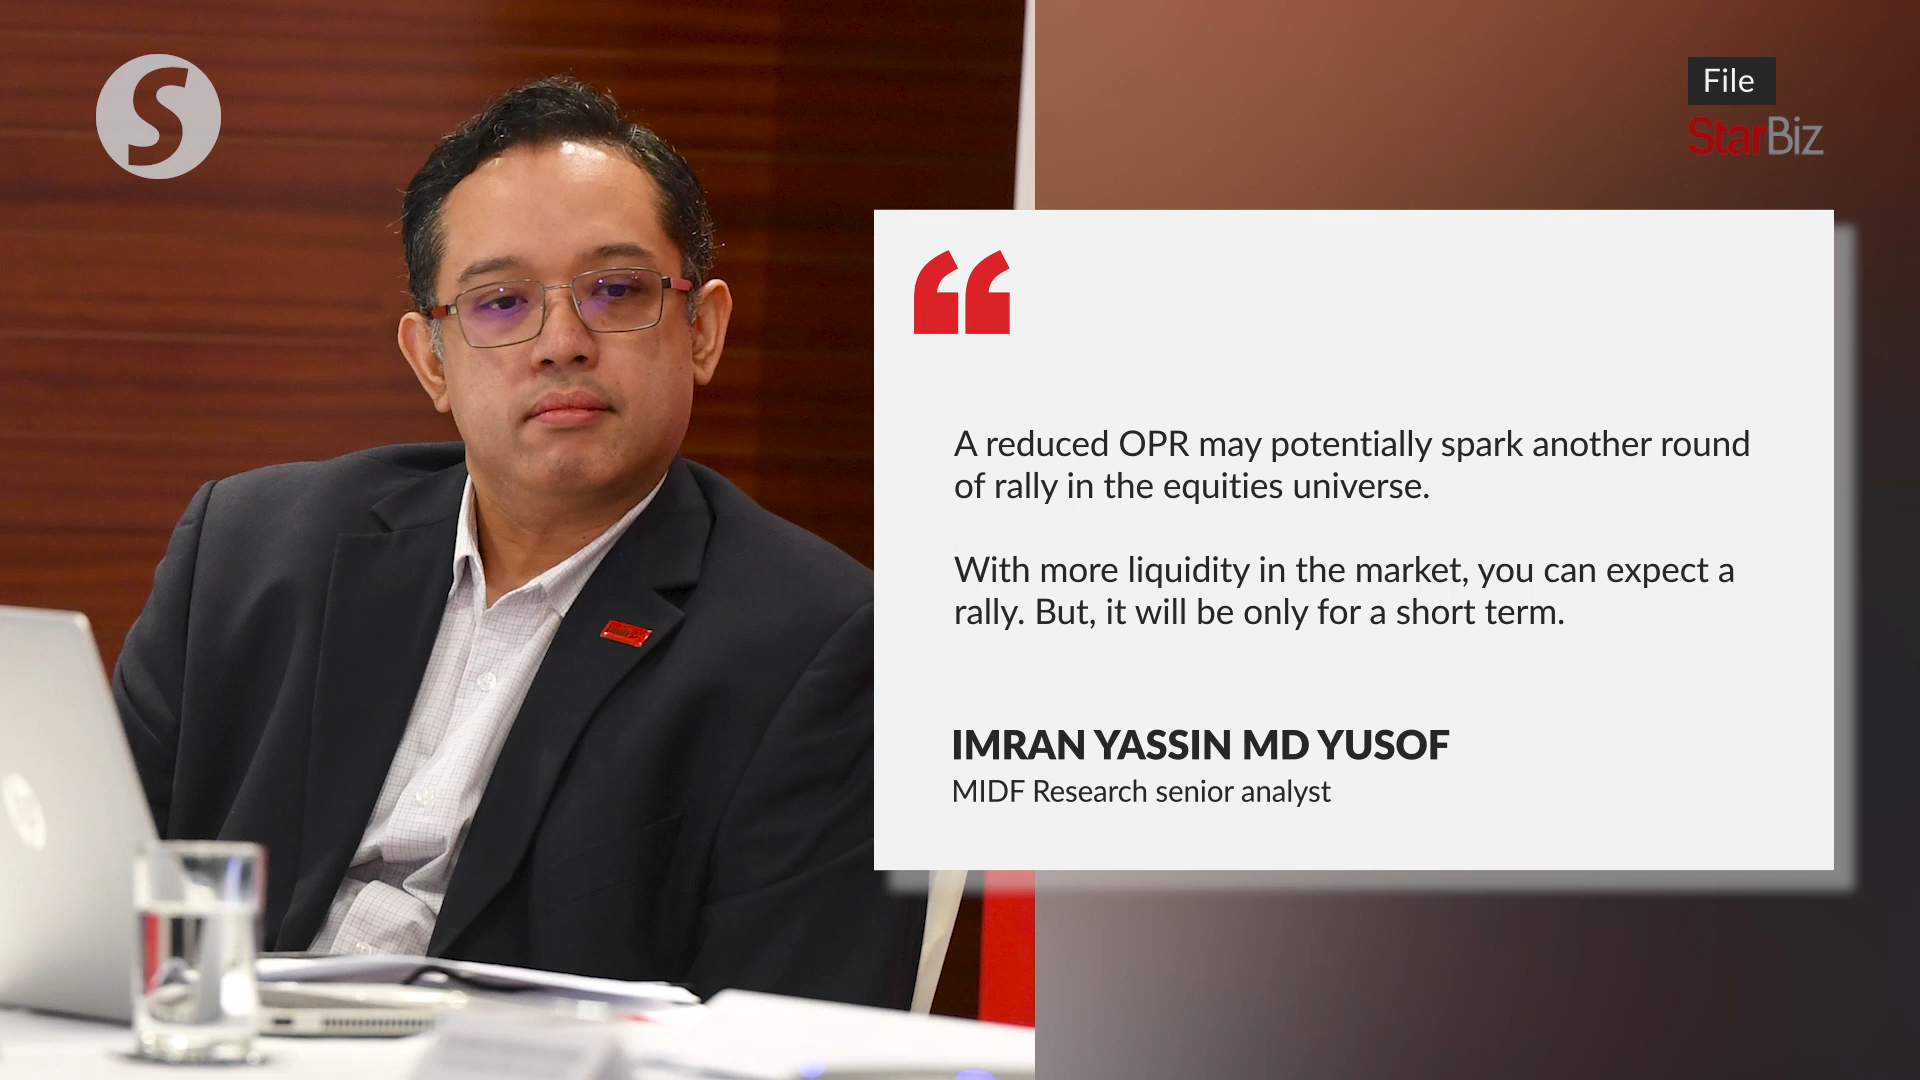 S
File
StarBiz
A reduced OPR may potentially spark another round
of rally in the equities universe.
With more liquidity in the market, you can expect a
rally. But, it will be only for a short term.
IMRAN YASSIN MD YUSOF
MIDF Research senior analyst